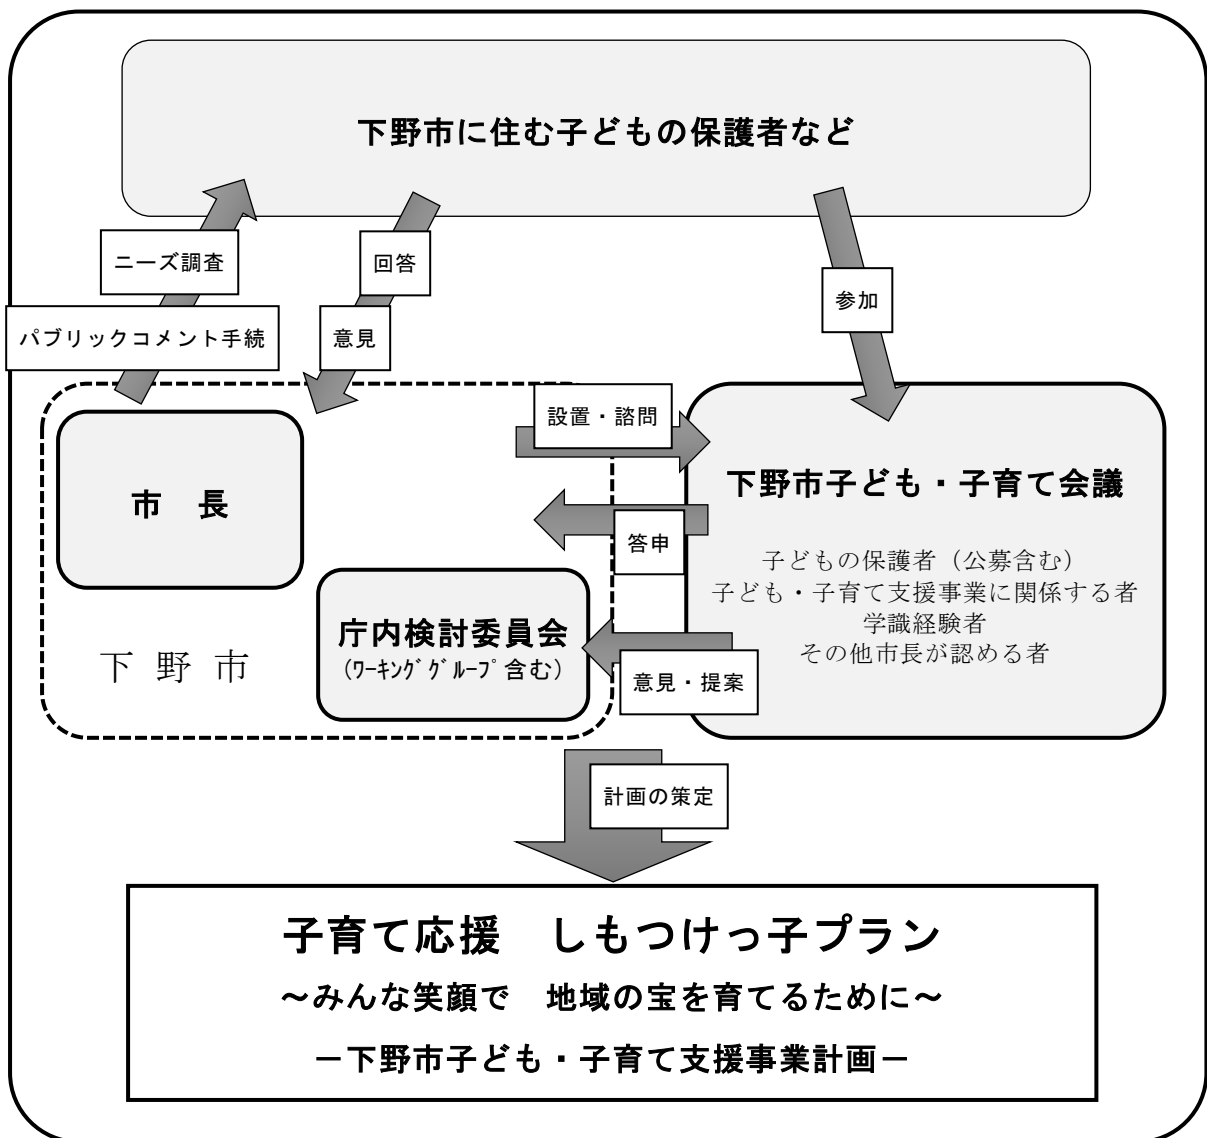 下野市に住む子どもの保護者など
ニーズ調査
回答
参加
パブリックコメント手続
意見
設置・諮問
市　長
下野市子ども・子育て会議
答申
子どもの保護者（公募含む）
子ども・子育て支援事業に関係する者
学識経験者
その他市長が認める者
庁内検討委員会
（ﾜｰｷﾝｸﾞｸﾞﾙｰﾌﾟ含む）
下 野 市
意見・提案
計画の策定
子育て応援　しもつけっ子プラン
～みんな笑顔で　地域の宝を育てるために～
－下野市子ども・子育て支援事業計画－